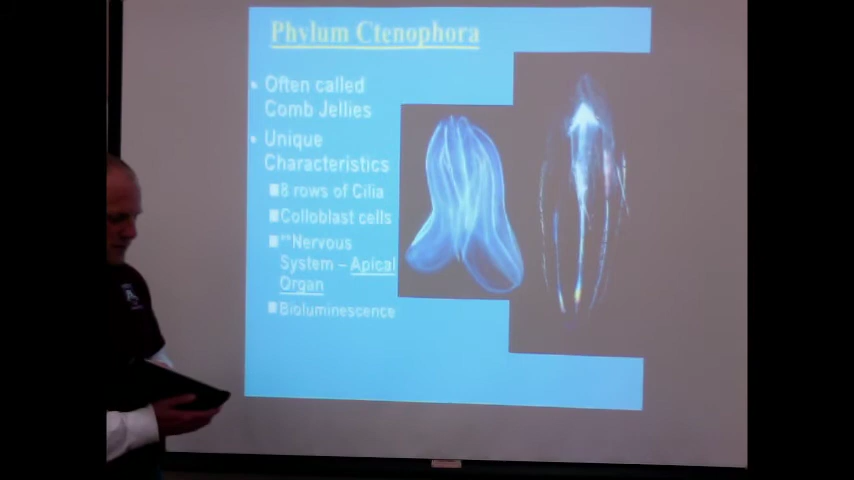 Phylum Ctenophora
• Often called
Comb Jellies
• Unique
Characteristics
■8 rows of Cilia
■Colloblast cells
■**Nervous
System – Apical
Organ
■Bioluminescence